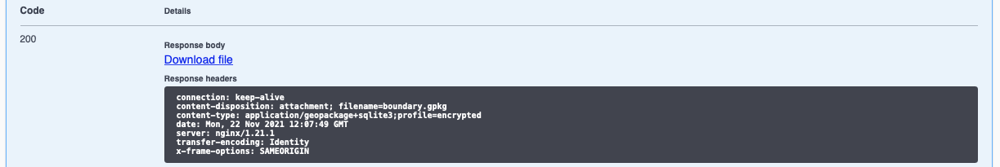 Code Details
200
Response body
Download file
Response headers
connection: keep-alive
content-disposition: attachment; filename=boundary.gpkg
content-type: application/geopackage+sqlite3;profile=encrypted
date: Mon, 22 Nov 2021 12:07:49 GMT
server: nginx/1.21.1
transfer-encoding: Identity
x-frame-options: SAMEORIGIN